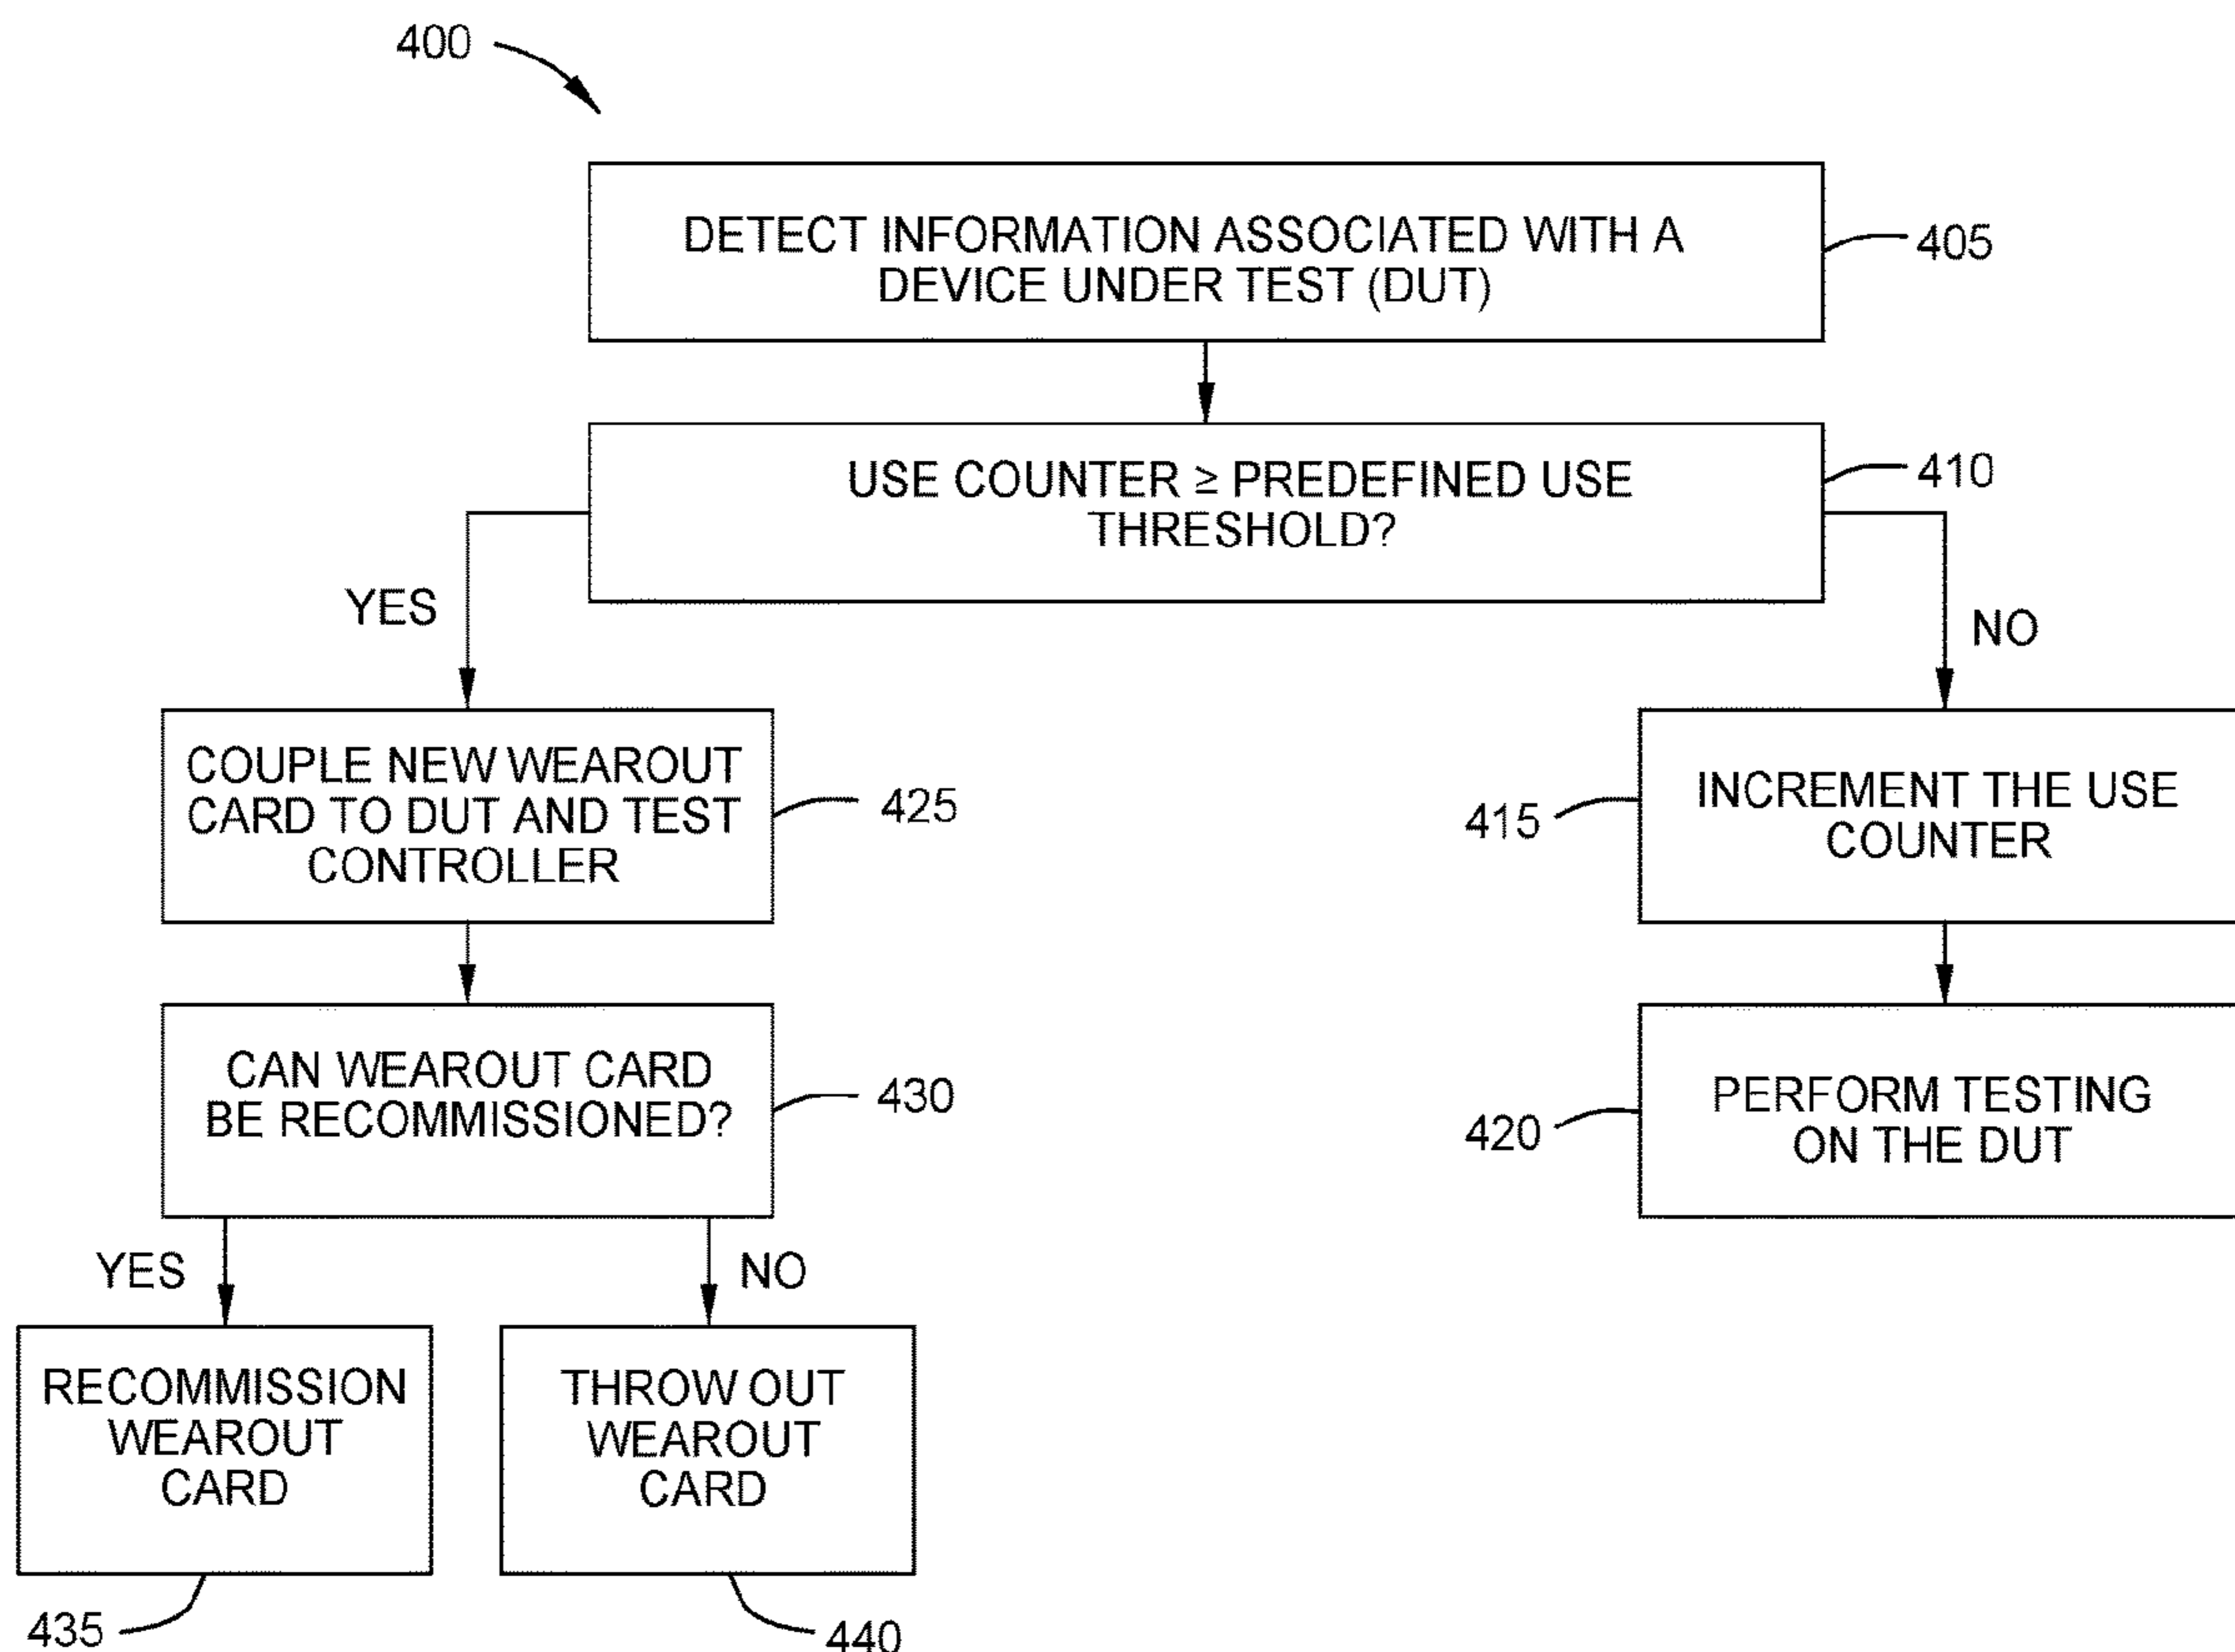 400
DETECT INFORMATION ASSOCIATED WITH A
DEVICE UNDER TEST (DUT)
405
USE COUNTER ≥ PREDEFINED USE
THRESHOLD?
410
YES
NO
COUPLE NEW WEAROUT
CARD TO DUT AND TEST
CONTROLLER
425
415
INCREMENT THE USE
COUNTER
CAN WEAROUT CARD
BE RECOMMISSIONED?
430
420
PERFORM TESTING
ON THE DUT
YES
NO
RECOMMISSION
WEAROUT
CARD
THROW OUT
WEAROUT
CARD
435
440